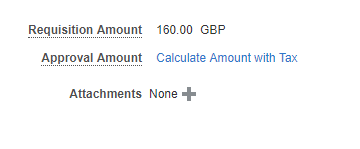 Requisition Amount 160.00 GBP
Approval Amount Calculate Amount with Tax
Attachments None